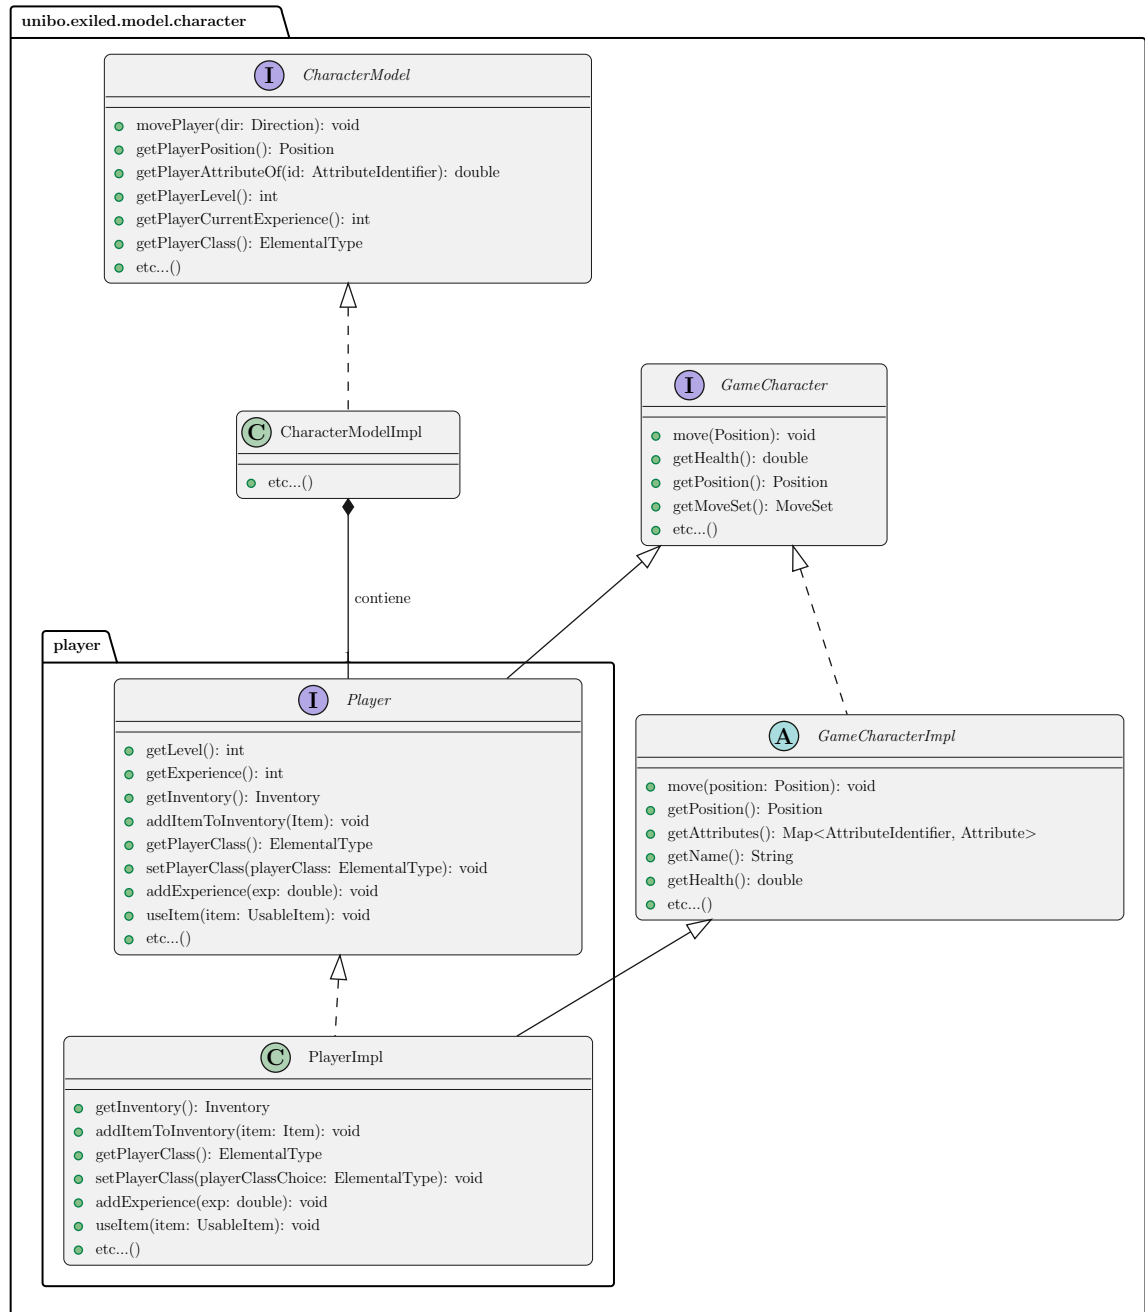 unibo.exiled.model.character
I CharacterModel
movePlayer(dir: Direction): void
getPlayerPosition(): Position
getPlayerAttributeOf(id: AttributeIdentifier): double
getPlayerLevel(): int
getPlayerCurrentExperience(): int
getPlayerClass(): ElementalType
etc...()
I GameCharacter
move(Position): void
getHealth(): double
getPosition(): Position
getMoveSet(): MoveSet
etc...()
C CharacterModelImpl
etc...()
contiene
1
player
I Player
getLevel(): int
getExperience(): int
getInventory(): Inventory
addItemToInventory(Item): void
getPlayerClass(): ElementalType
setPlayerClass(playerClass: ElementalType): void
addExperience(exp: double): void
useItem(item: UsableItem): void
etc...()
A GameCharacterImpl
move(position: Position): void
getPosition(): Position
getAttributes(): Map<AttributeIdentifier, Attribute>
getName(): String
getHealth(): double
etc...()
C PlayerImpl
getInventory(): Inventory
addItemToInventory(item: Item): void
getPlayerClass(): ElementalType
setPlayerClass(playerClassChoice: ElementalType): void
addExperience(exp: double): void
useItem(item: UsableItem): void
etc...()